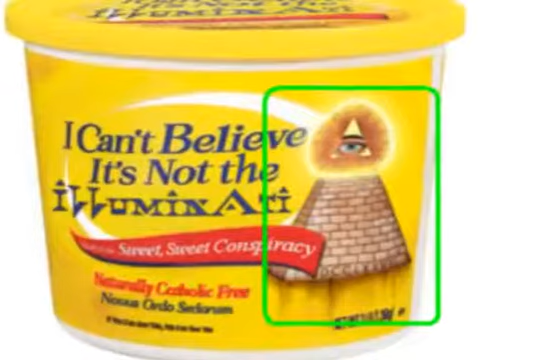 I Can't Believe
It's Not the
iLLumiNATi
Sweet, Sweet Conspiracy
Naturally Catholic Free
Novus Ordo Seclorum